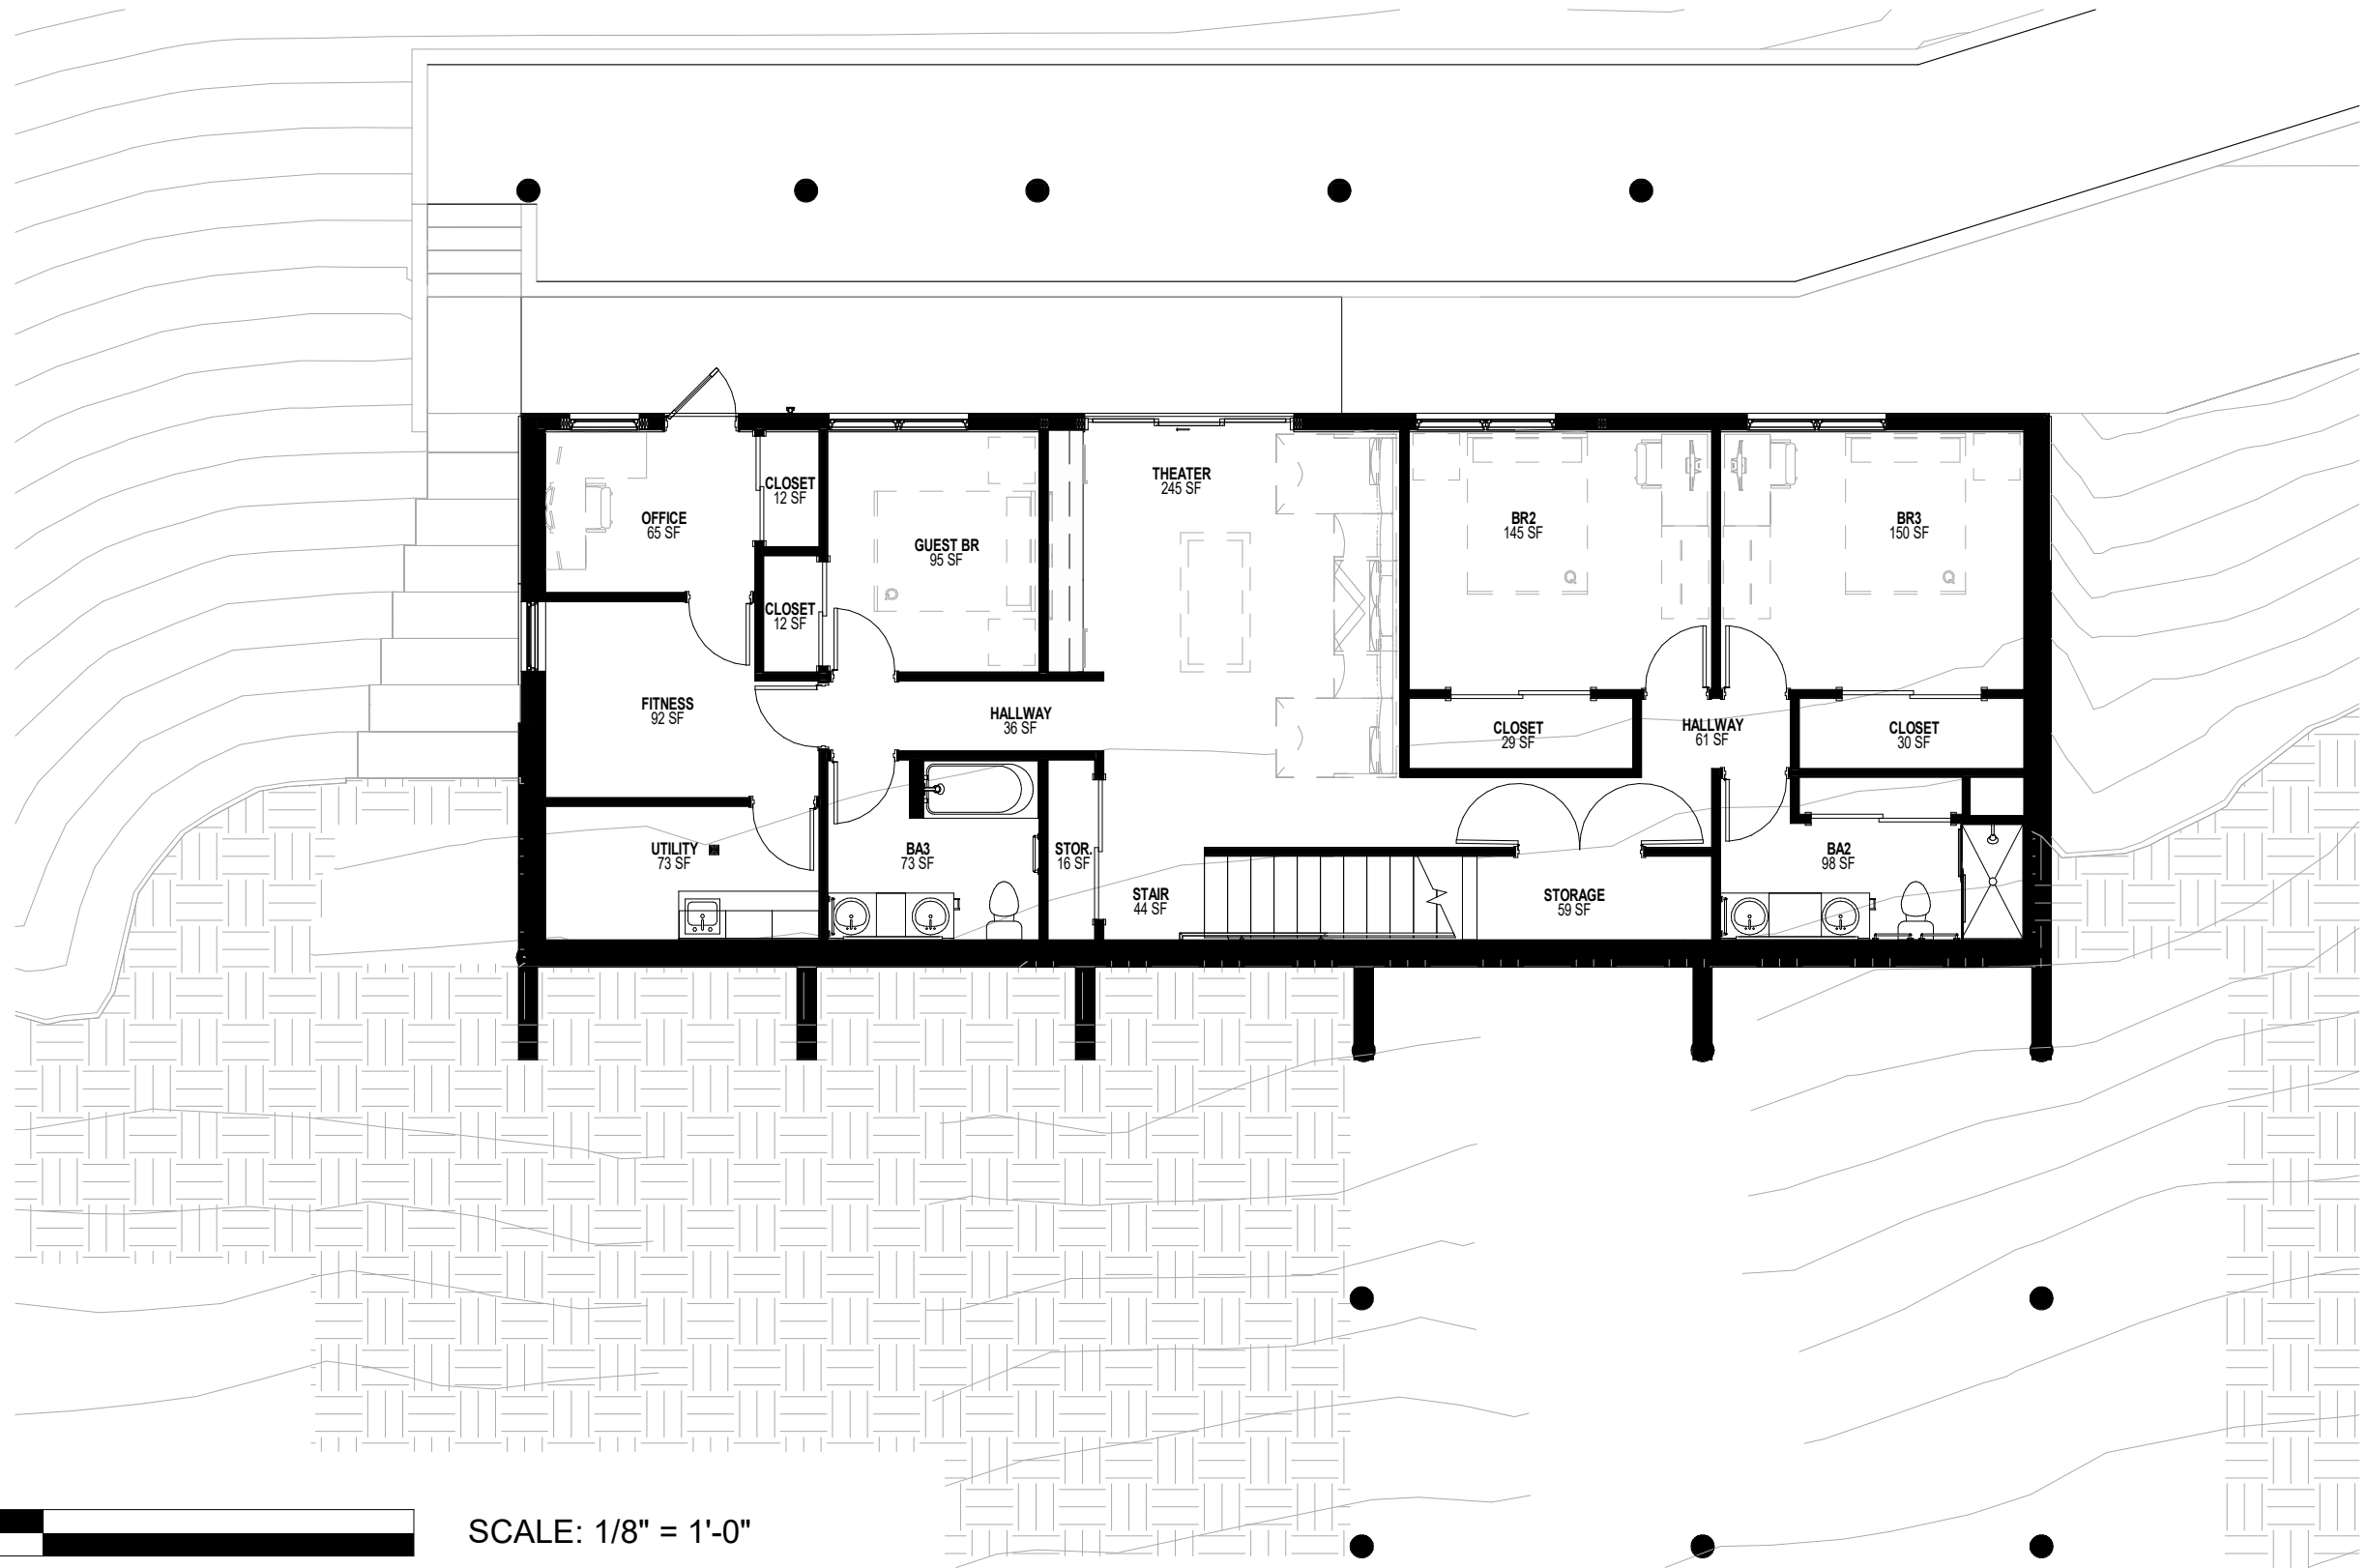 THEATER
245 SF
CLOSET
12 SF
OFFICE
65 SF
GUEST BR
95 SF
BR2
145 SF
BR3
150 SF
Q
Q
Q
CLOSET
12 SF
FITNESS
92 SF
HALLWAY
36 SF
CLOSET
29 SF
HALLWAY
61 SF
CLOSET
30 SF
UTILITY
73 SF
BA3
73 SF
STOR.
16 SF
STAIR
44 SF
STORAGE
59 SF
BA2
98 SF
SCALE: 1/8" = 1'-0"